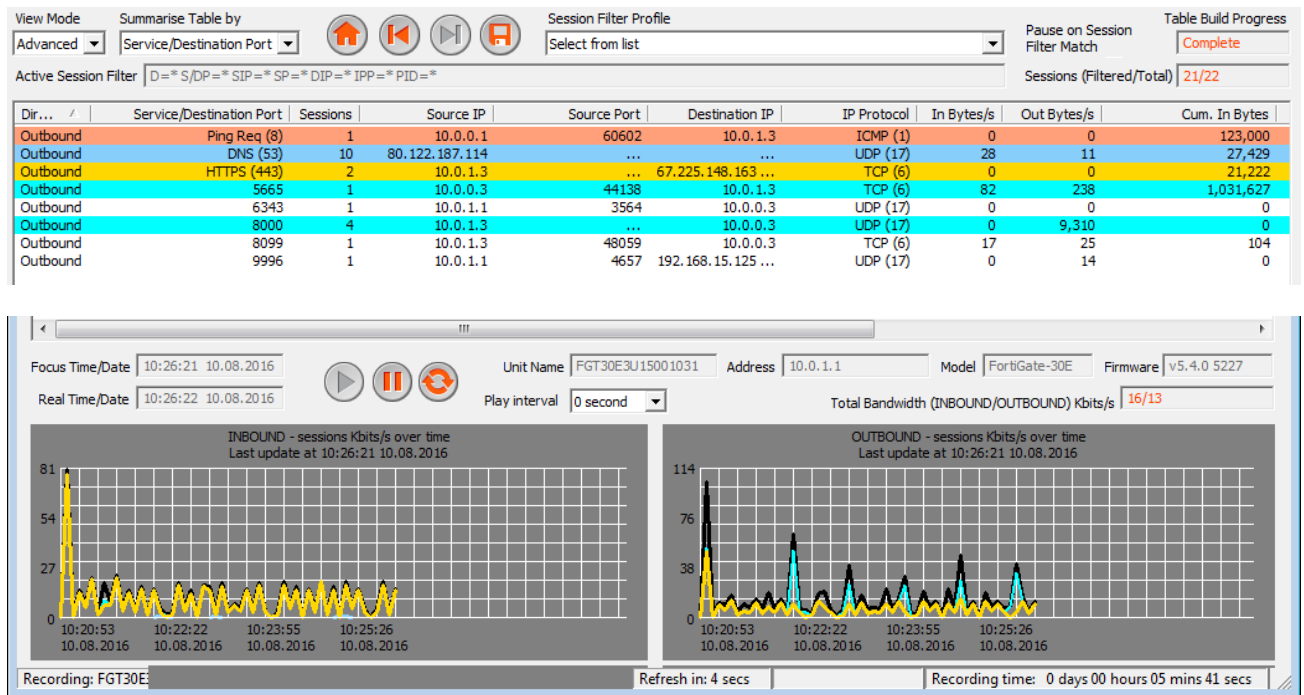 View Mode Summarise Table by Session Filter Profile Table Build Progress
Advanced Service/Destination Port Select from list Pause on Session Filter Match Complete
Active Session Filter D=* S/DP=* SIP=* SP=* DIP=* IPP=* PID=* Sessions (Filtered/Total) 21/22
Dir... Service/Destination Port Sessions Source IP Source Port Destination IP IP Protocol In Bytes/s Out Bytes/s Cum. In Bytes
Outbound Ping Req (8) 1 10.0.0.1 60602 10.0.1.3 ICMP (1) 0 0 123,000
Outbound DNS (53) 10 80.122.187.114 ... ... UDP (17) 28 11 27,429
Outbound HTTPS (443) 2 10.0.1.3 ... 67.225.148.163 ... TCP (6) 0 0 21,222
Outbound 5665 1 10.0.0.3 44138 10.0.1.3 TCP (6) 82 238 1,031,627
Outbound 6343 1 10.0.1.1 3564 10.0.0.3 UDP (17) 0 0 0
Outbound 8000 4 10.0.1.3 ... 10.0.0.3 UDP (17) 0 9,310 0
Outbound 8099 1 10.0.1.3 48059 10.0.0.3 TCP (6) 17 25 104
Outbound 9996 1 10.0.1.1 4657 192.168.15.125 ... UDP (17) 0 14 0
Focus Time/Date 10:26:21 10.08.2016 Unit Name FGT30E3U15001031 Address 10.0.1.1 Model FortiGate-30E Firmware v5.4.0 5227
Real Time/Date 10:26:22 10.08.2016 Play interval 0 second Total Bandwidth (INBOUND/OUTBOUND) Kbits/s 16/13
INBOUND - sessions Kbits/s over time
Last update at 10:26:21 10.08.2016
81
54
27
0
10:20:53 10:22:22 10:23:55 10:25:26
10.08.2016 10.08.2016 10.08.2016 10.08.2016
OUTBOUND - sessions Kbits/s over time
Last update at 10:26:21 10.08.2016
114
76
38
0
10:20:53 10:22:22 10:23:55 10:25:26
10.08.2016 10.08.2016 10.08.2016 10.08.2016
Recording: FGT30E Refresh in: 4 secs Recording time: 0 days 00 hours 05 mins 41 secs